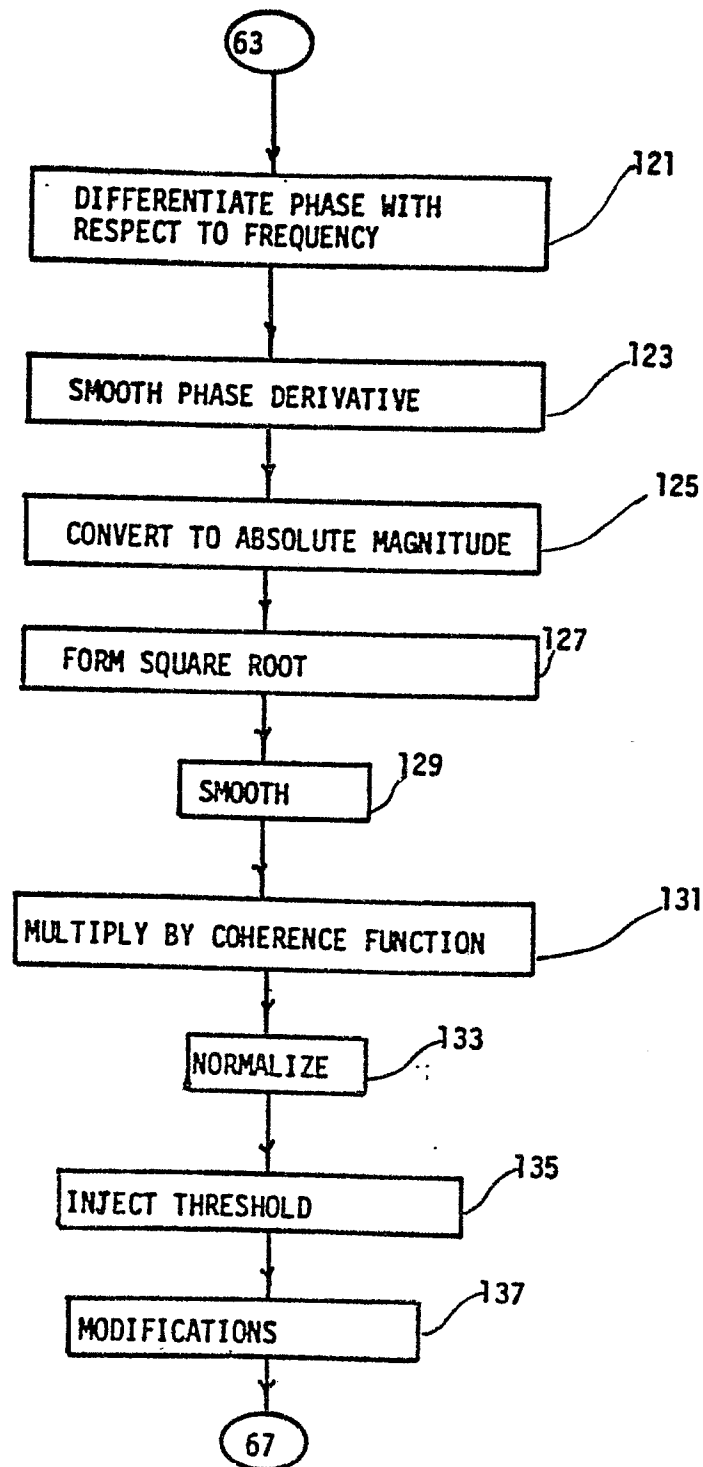 63
121
DIFFERENTIATE PHASE WITH
RESPECT TO FREQUENCY
123
SMOOTH PHASE DERIVATIVE
125
CONVERT TO ABSOLUTE MAGNITUDE
127
FORM SQUARE ROOT
129
SMOOTH
131
MULTIPLY BY COHERENCE FUNCTION
133
NORMALIZE
135
INJECT THRESHOLD
137
MODIFICATIONS
67